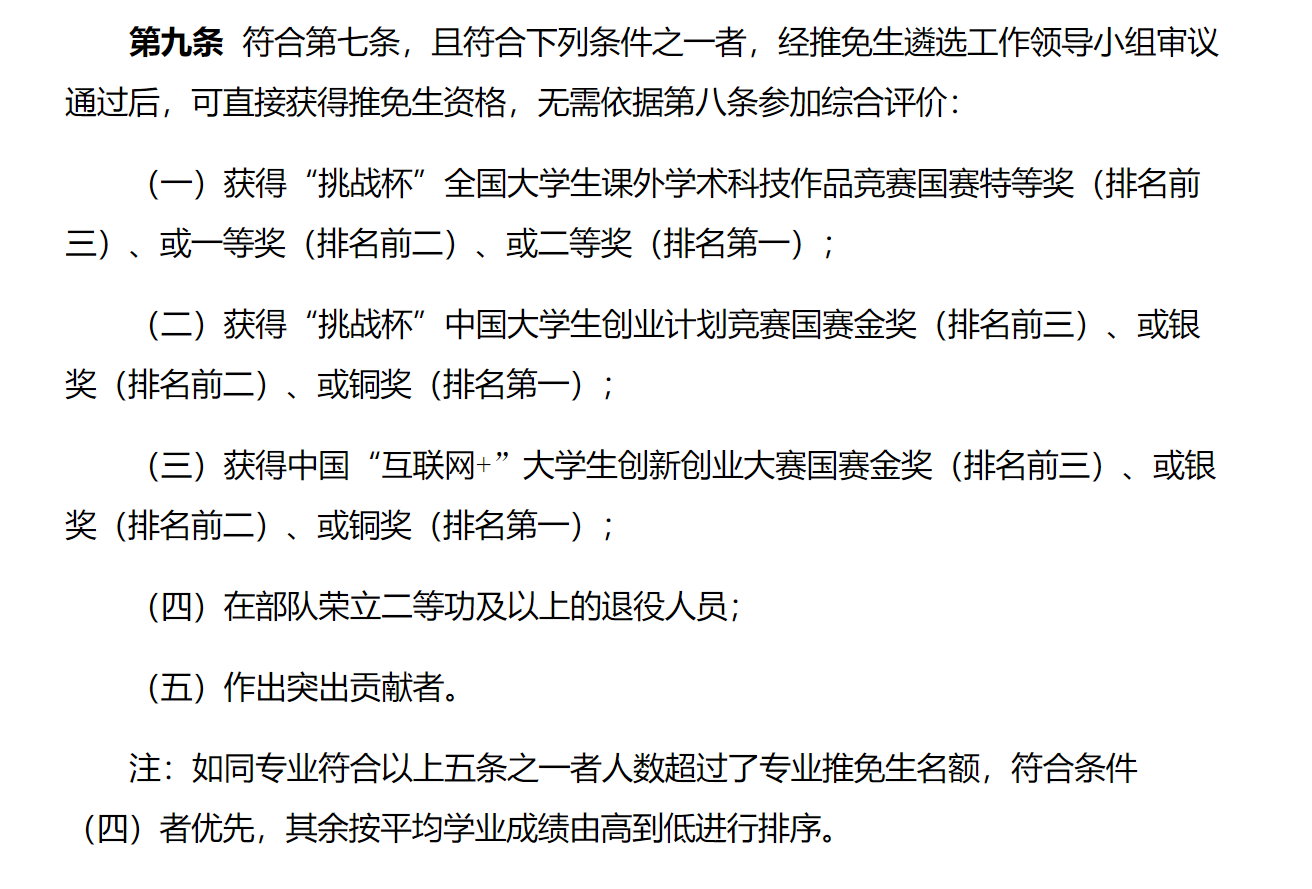 第九条 符合第七条，且符合下列条件之一者，经推免生遴选工作领导小组审议
通过后，可直接获得推免生资格，无需依据第八条参加综合评价：
（一）获得“挑战杯”全国大学生课外学术科技作品竞赛国赛特等奖（排名前
三）、或一等奖（排名前二）、或二等奖（排名第一）；
（二）获得“挑战杯”中国大学生创业计划竞赛国赛金奖（排名前三）、或银
奖（排名前二）、或铜奖（排名第一）；
（三）获得中国“互联网+”大学生创新创业大赛国赛金奖（排名前三）、或银
奖（排名前二）、或铜奖（排名第一）；
（四）在部队荣立二等功及以上的退役人员；
（五）作出突出贡献者。
注：如同专业符合以上五条之一者人数超过了专业推免生名额，符合条件
（四）者优先，其余按平均学业成绩由高到低进行排序。